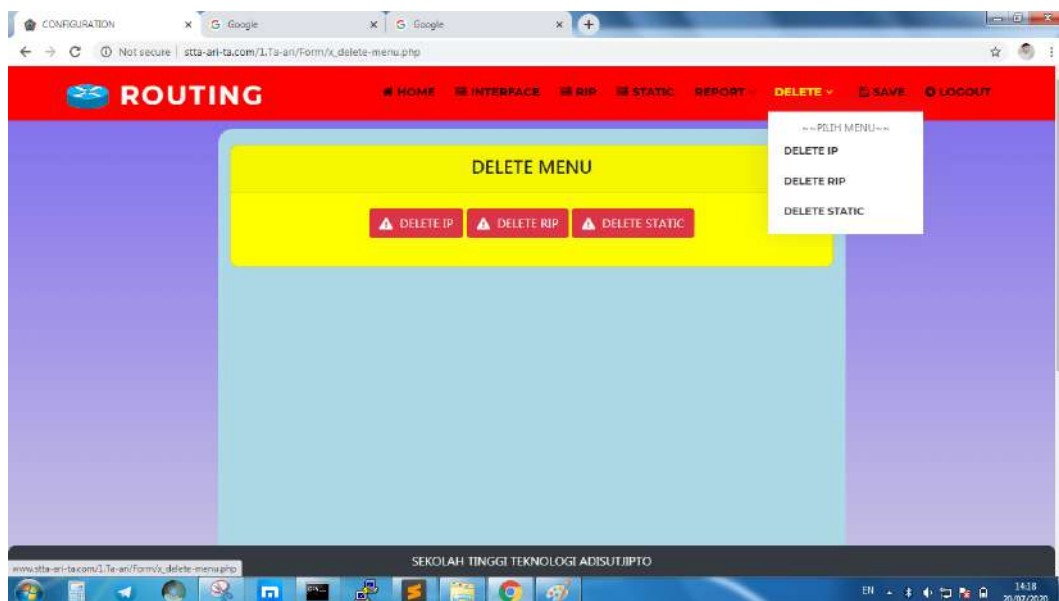 CONFIGURATION
Google
Google
Not secure | stta-ari-ta.com/1.Ta-ari/Form/x_delete-menu.php
ROUTING
HOME INTERFACE RIP STATIC REPORT DELETE SAVE LOGOUT
~~PILIH MENU~~
DELETE IP
DELETE RIP
DELETE STATIC
DELETE MENU
DELETE IP DELETE RIP DELETE STATIC
SEKOLAH TINGGI TEKNOLOGI ADISUTJIPTO
www.stta-ari-ta.com/1.Ta-ari/Form/x_delete-menu.php
EN
14:18
20/07/2020